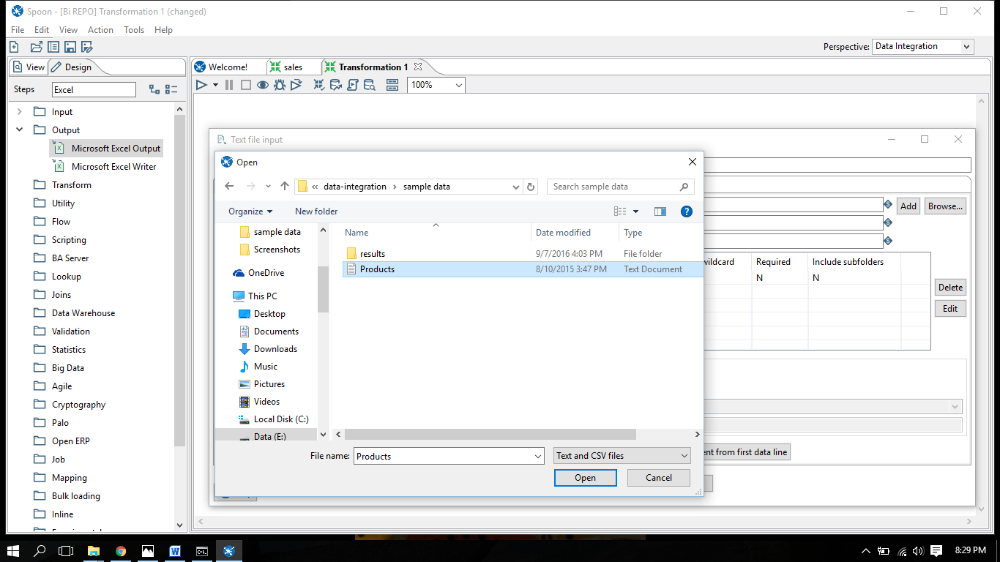 Spoon - [Bi REPO] Transformation 1 (changed)
File Edit View Action Tools Help
Perspective: Data Integration
View Design
Welcome! sales Transformation 1
Steps Excel
100%
Input
Output
Microsoft Excel Output
Microsoft Excel Writer
Transform
Utility
Flow
Scripting
BA Server
Lookup
Joins
Data Warehouse
Validation
Statistics
Big Data
Agile
Cryptography
Palo
Open ERP
Job
Mapping
Bulk loading
Inline
Text file input
Open
« data-integration > sample data
Search sample data
Organize New folder
sample data
Screenshots
OneDrive
This PC
Desktop
Documents
Downloads
Music
Pictures
Videos
Local Disk (C:)
Data (E:)
Name Date modified Type
results 9/7/2016 4:03 PM File folder
Products 8/10/2015 3:47 PM Text Document
File name: Products Text and CSV files
Open Cancel
Add Browse...
Required Include subfolders
N N
Delete
Edit
from first data line
8:29 PM